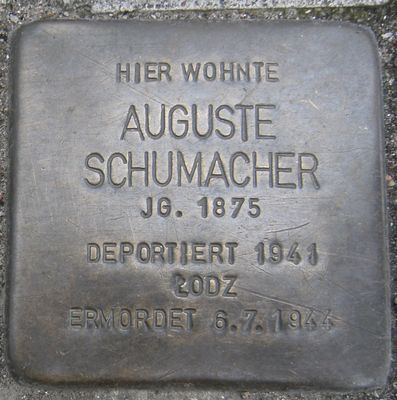 HIER WOHNTE
AUGUSTE
SCHUMACHER
JG. 1875
DEPORTIERT 1941
ŁODZ
ERMORDET 6.7.1944